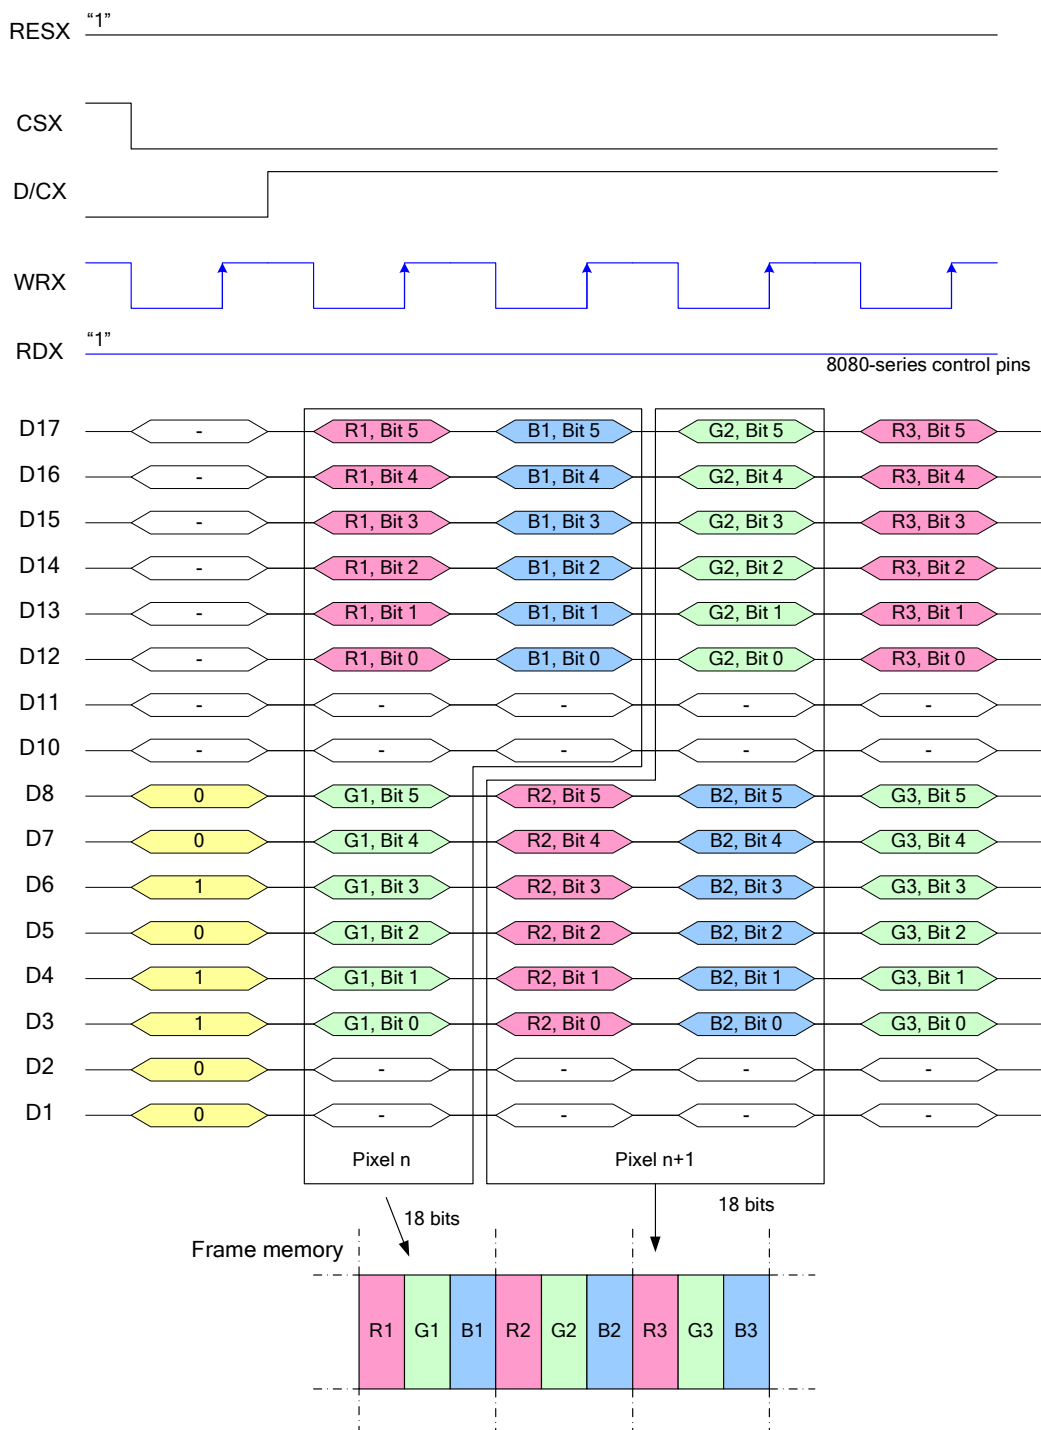 RESX “1”
CSX
D/CX
WRX
RDX “1”
8080-series control pins
D17 - R1, Bit 5 B1, Bit 5 G2, Bit 5 R3, Bit 5
D16 - R1, Bit 4 B1, Bit 4 G2, Bit 4 R3, Bit 4
D15 - R1, Bit 3 B1, Bit 3 G2, Bit 3 R3, Bit 3
D14 - R1, Bit 2 B1, Bit 2 G2, Bit 2 R3, Bit 2
D13 - R1, Bit 1 B1, Bit 1 G2, Bit 1 R3, Bit 1
D12 - R1, Bit 0 B1, Bit 0 G2, Bit 0 R3, Bit 0
D11 - - - - -
D10 - - - - -
D8 0 G1, Bit 5 R2, Bit 5 B2, Bit 5 G3, Bit 5
D7 0 G1, Bit 4 R2, Bit 4 B2, Bit 4 G3, Bit 4
D6 1 G1, Bit 3 R2, Bit 3 B2, Bit 3 G3, Bit 3
D5 0 G1, Bit 2 R2, Bit 2 B2, Bit 2 G3, Bit 2
D4 1 G1, Bit 1 R2, Bit 1 B2, Bit 1 G3, Bit 1
D3 1 G1, Bit 0 R2, Bit 0 B2, Bit 0 G3, Bit 0
D2 0 - - - -
D1 0 - - - -
Pixel n Pixel n+1
18 bits 18 bits
Frame memory
R1 G1 B1 R2 G2 B2 R3 G3 B3